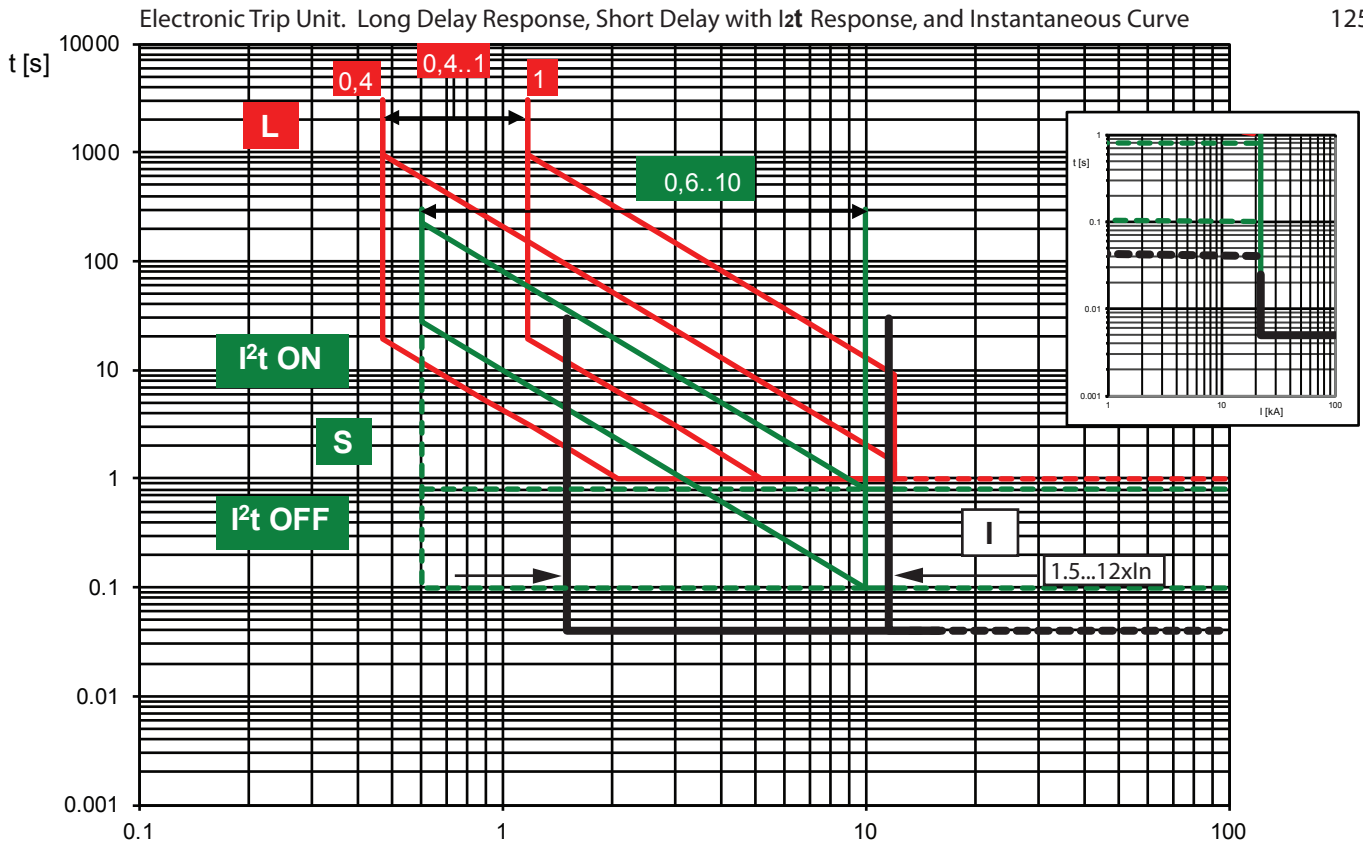 Electronic Trip Unit. Long Delay Response, Short Delay with I2t Response, and Instantaneous Curve
125
10000
t [s]
0,4
0,4..1
1
L
1000
0,6..10
100
I²t ON
10
S
1
I²t OFF
I
1.5...12xIn
0.1
0.01
0.001
0.1
1
10
100
1
t [s]
0.1
0.01
0.001
1
10
100
I [kA]